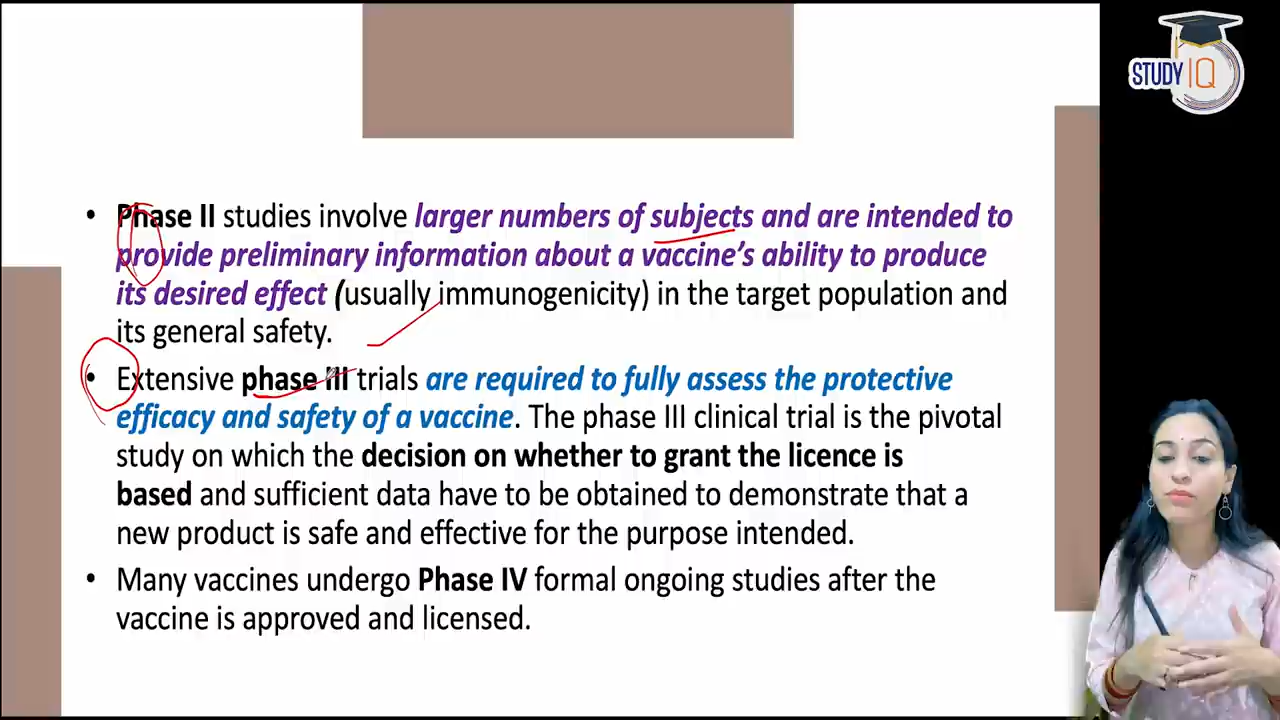 STUDY IQ
• Phase II studies involve larger numbers of subjects and are intended to
provide preliminary information about a vaccine's ability to produce
its desired effect (usually immunogenicity) in the target population and
its general safety.
• Extensive phase III trials are required to fully assess the protective
efficacy and safety of a vaccine. The phase III clinical trial is the pivotal
study on which the decision on whether to grant the licence is
based and sufficient data have to be obtained to demonstrate that a
new product is safe and effective for the purpose intended.
• Many vaccines undergo Phase IV formal ongoing studies after the
vaccine is approved and licensed.